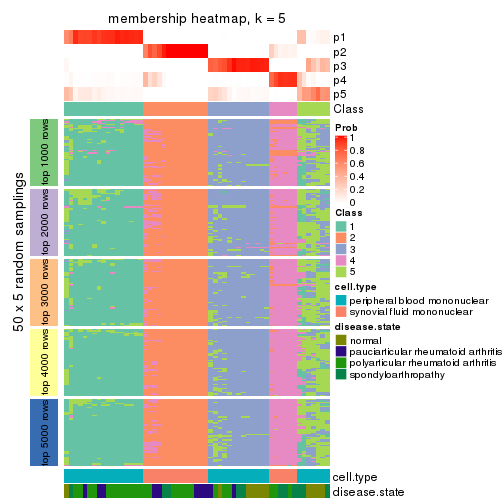 membership heatmap, k = 5
p1
p2
p3
p4
p5
Class
50 x 5 random samplings
top 1000 rows
top 2000 rows
top 3000 rows
top 4000 rows
top 5000 rows
cell.type
disease.state
Prob
1
0.8
0.6
0.4
0.2
0
Class
1
2
3
4
5
cell.type
peripheral blood mononuclear
synovial fluid mononuclear
disease.state
normal
pauciarticular rheumatoid arthritis
polyarticular rheumatoid arthritis
spondyloarthropathy